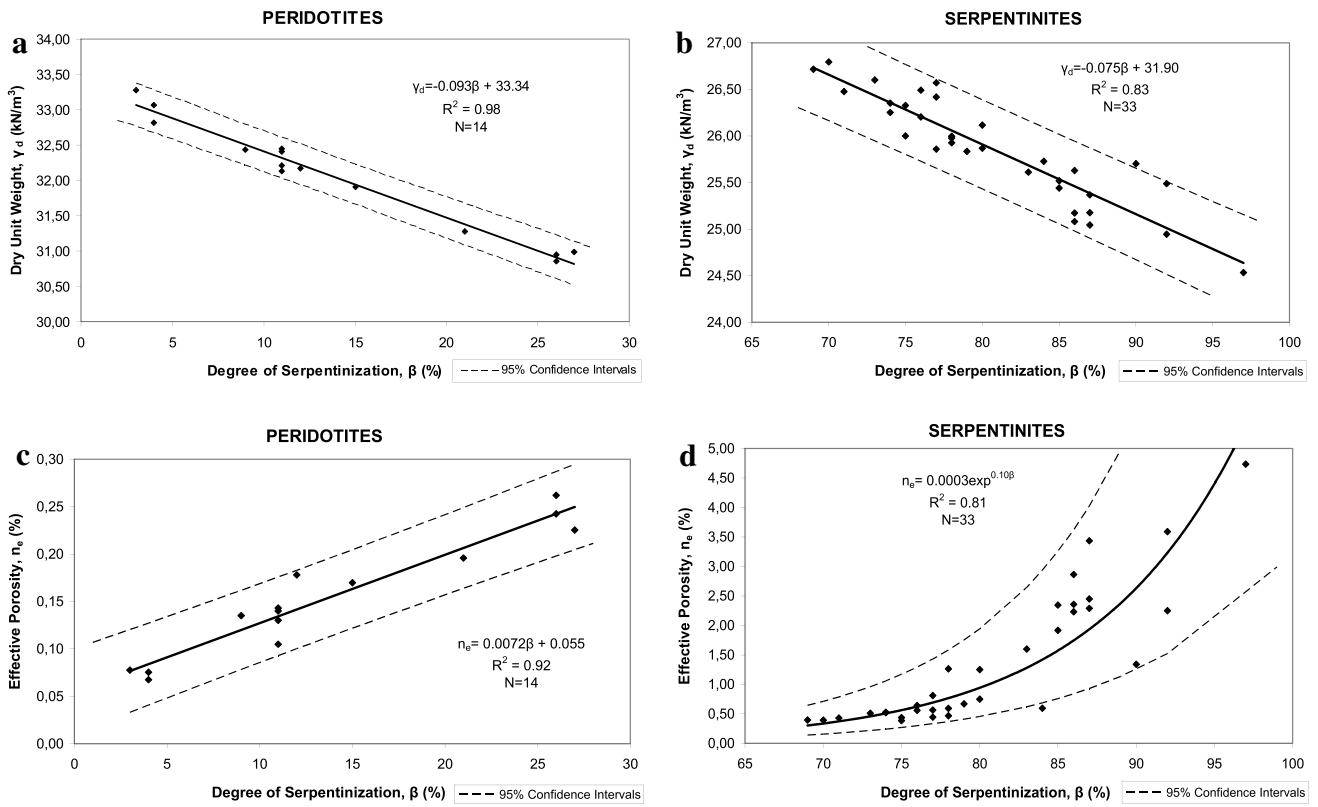 PERIDOTITES
a
34,00
33,50
33,00
32,50
32,00
31,50
31,00
30,50
30,00
Dry Unit Weight, γ d (kN/m³)
γd=-0.093β + 33.34
R² = 0.98
N=14
0 5 10 15 20 25 30
Degree of Serpentinization, β (%)
95% Confidence Intervals
SERPENTINITES
b
27,00
26,50
26,00
25,50
25,00
24,50
24,00
Dry Unit Weight, γd (kN/m³)
γd=-0.075β + 31.90
R² = 0.83
N=33
65 70 75 80 85 90 95 100
Degree of Serpentinization, β (%)
95% Confidence Intervals
PERIDOTITES
c
0,30
0,25
0,20
0,15
0,10
0,05
0,00
Effective Porosity, ne (%)
ne= 0.0072β + 0.055
R² = 0.92
N=14
0 5 10 15 20 25 30
Degree of Serpentinization, β (%)
95% Confidence Intervals
SERPENTINITES
d
5,00
4,50
4,00
3,50
3,00
2,50
2,00
1,50
1,00
0,50
0,00
Effective Porosity, ne (%)
ne= 0.0003exp^0.10β
R² = 0.81
N=33
65 70 75 80 85 90 95 100
Degree of Serpentinization, β (%)
95% Confidence Intervals